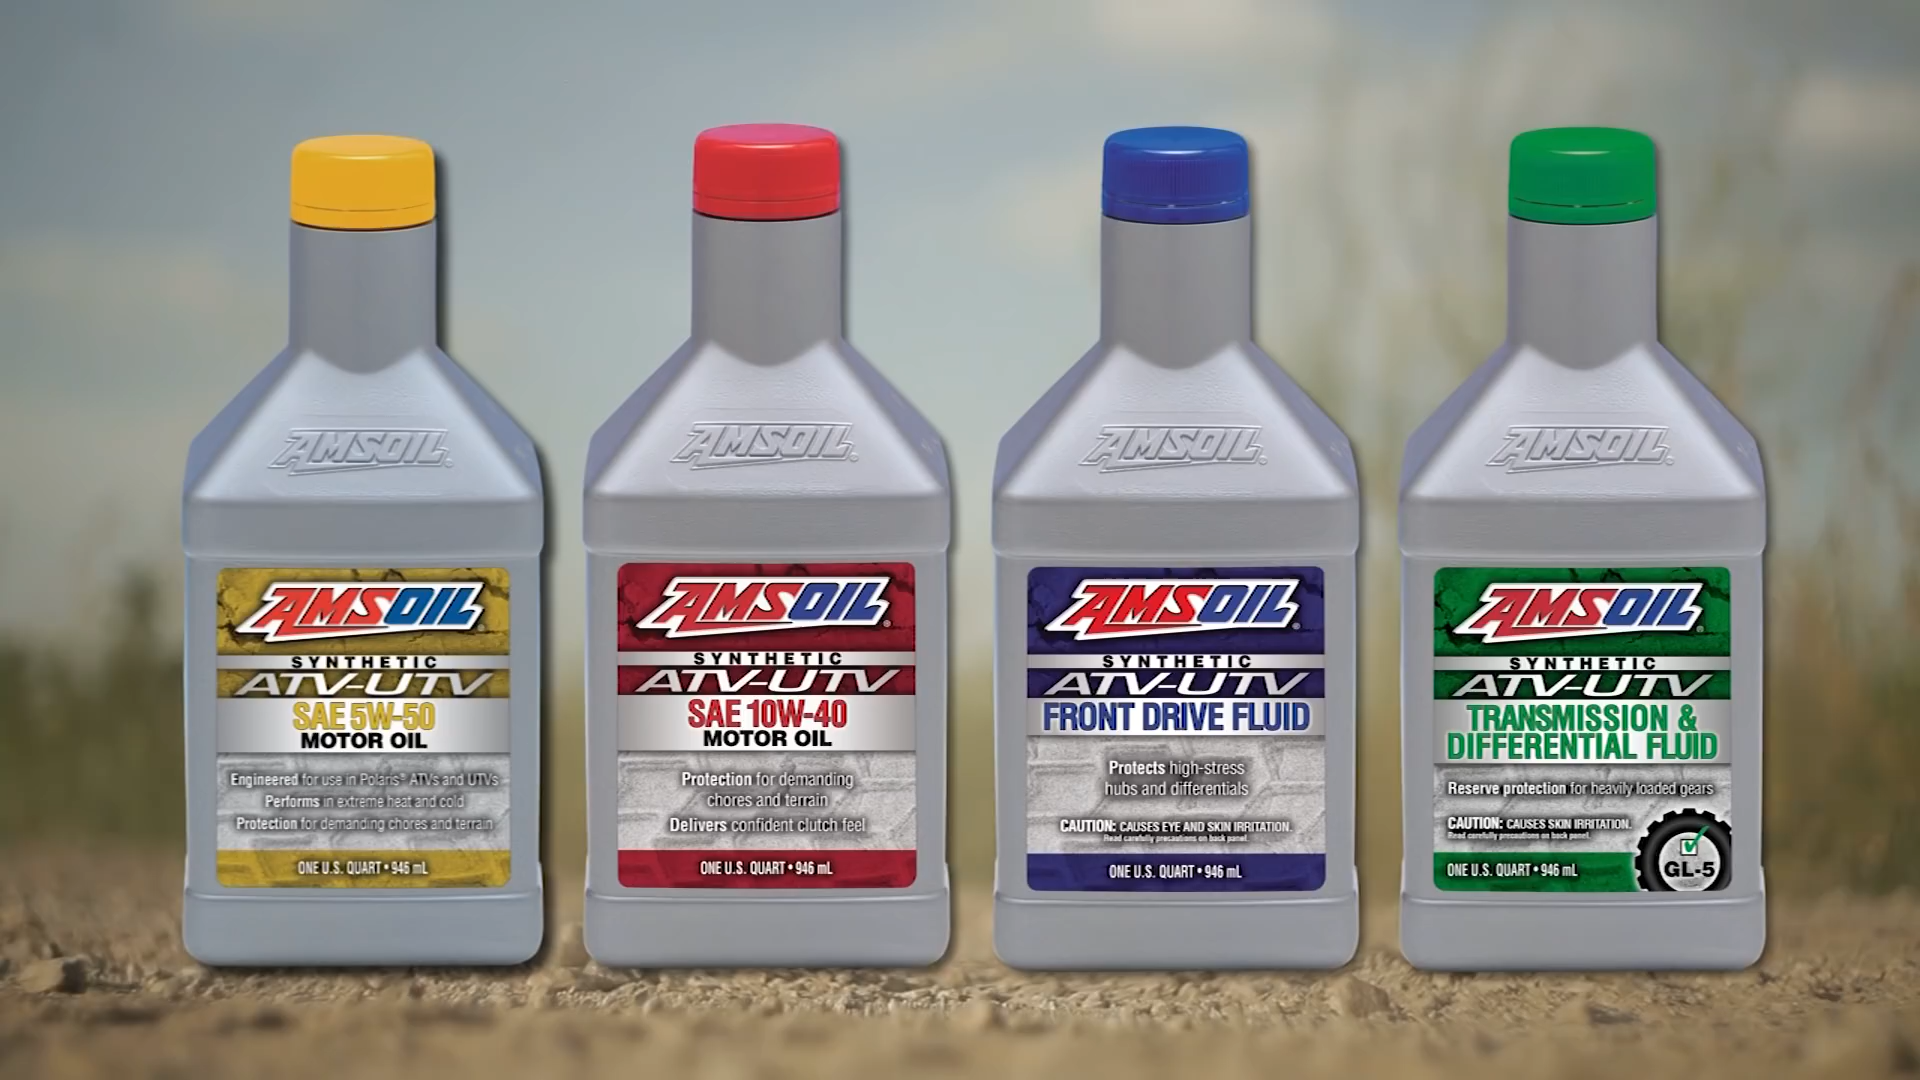 AMSOIL
AMSOIL
SYNTHETIC
ATV-UTV
SAE 5W-50
MOTOR OIL
Engineered for use in Polaris® ATVs and UTVs
Performs in extreme heat and cold
Protection for demanding chores and terrain
ONE U.S. QUART • 946 mL
AMSOIL
AMSOIL®
SYNTHETIC
ATV-UTV
SAE 10W-40
MOTOR OIL
Protection for demanding
chores and terrain
Delivers confident clutch feel
ONE U.S. QUART • 946 mL
AMSOIL
AMSOIL®
SYNTHETIC
ATV-UTV
FRONT DRIVE FLUID
Protects high-stress
hubs and differentials
CAUTION: CAUSES EYE AND SKIN IRRITATION.
Read carefully precautions on back panel.
ONE U.S. QUART • 946 mL
AMSOIL
AMSOIL
SYNTHETIC
ATV-UTV
TRANSMISSION &
DIFFERENTIAL FLUID
Reserve protection for heavily loaded gears
CAUTION: CAUSES SKIN IRRITATION.
Read carefully precautions on back panel.
ONE U.S. QUART • 946 mL
GL-5